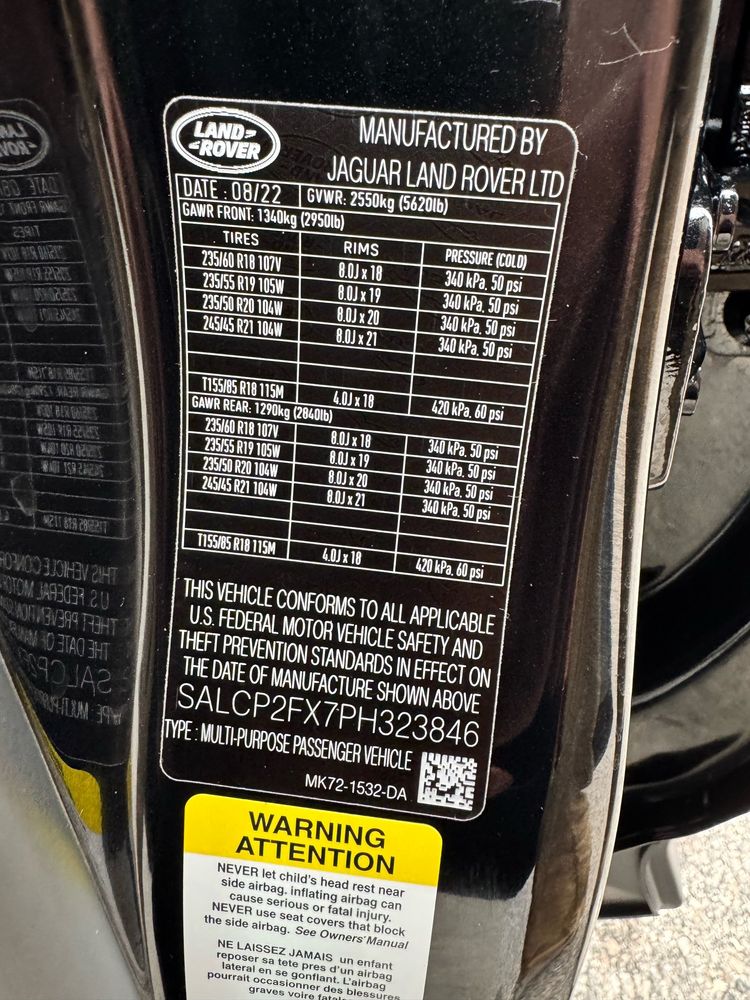 LAND-
-ROVER
MANUFACTURED BY
JAGUAR LAND ROVER LTD
DATE : 08/22 GVWR: 2550kg (5620lb)
GAWR FRONT: 1340kg (2950lb)
TIRES RIMS PRESSURE (COLD)
235/60 R18 107V 8.0J x 18 340 kPa, 50 psi
235/55 R19 105W 8.0J x 19 340 kPa, 50 psi
235/50 R20 104W 8.0J x 20 340 kPa, 50 psi
245/45 R21 104W 8.0J x 21 340 kPa, 50 psi
T155/85 R18 115M 4.0J x 18 420 kPa, 60 psi
GAWR REAR: 1290kg (2840lb)
235/60 R18 107V 8.0J x 18 340 kPa, 50 psi
235/55 R19 105W 8.0J x 19 340 kPa, 50 psi
235/50 R20 104W 8.0J x 20 340 kPa, 50 psi
245/45 R21 104W 8.0J x 21 340 kPa, 50 psi
T155/85 R18 115M 4.0J x 18 420 kPa, 60 psi
THIS VEHICLE CONFORMS TO ALL APPLICABLE
U.S. FEDERAL MOTOR VEHICLE SAFETY AND
THEFT PREVENTION STANDARDS IN EFFECT ON
THE DATE OF MANUFACTURE SHOWN ABOVE
SALCP2FX7PH323846
TYPE : MULTI-PURPOSE PASSENGER VEHICLE
MK72-1532-DA
WARNING
ATTENTION
NEVER let child's head rest near
side airbag. inflating airbag can
cause serious or fatal injury.
NEVER use seat covers that block
the side airbag. See Owners' Manual
NE LAISSEZ JAMAIS un enfant
reposer sa tete pres d'un airbag
lateral en se gonflant. L'airbag
pourrait occasionner des blessures
graves voire